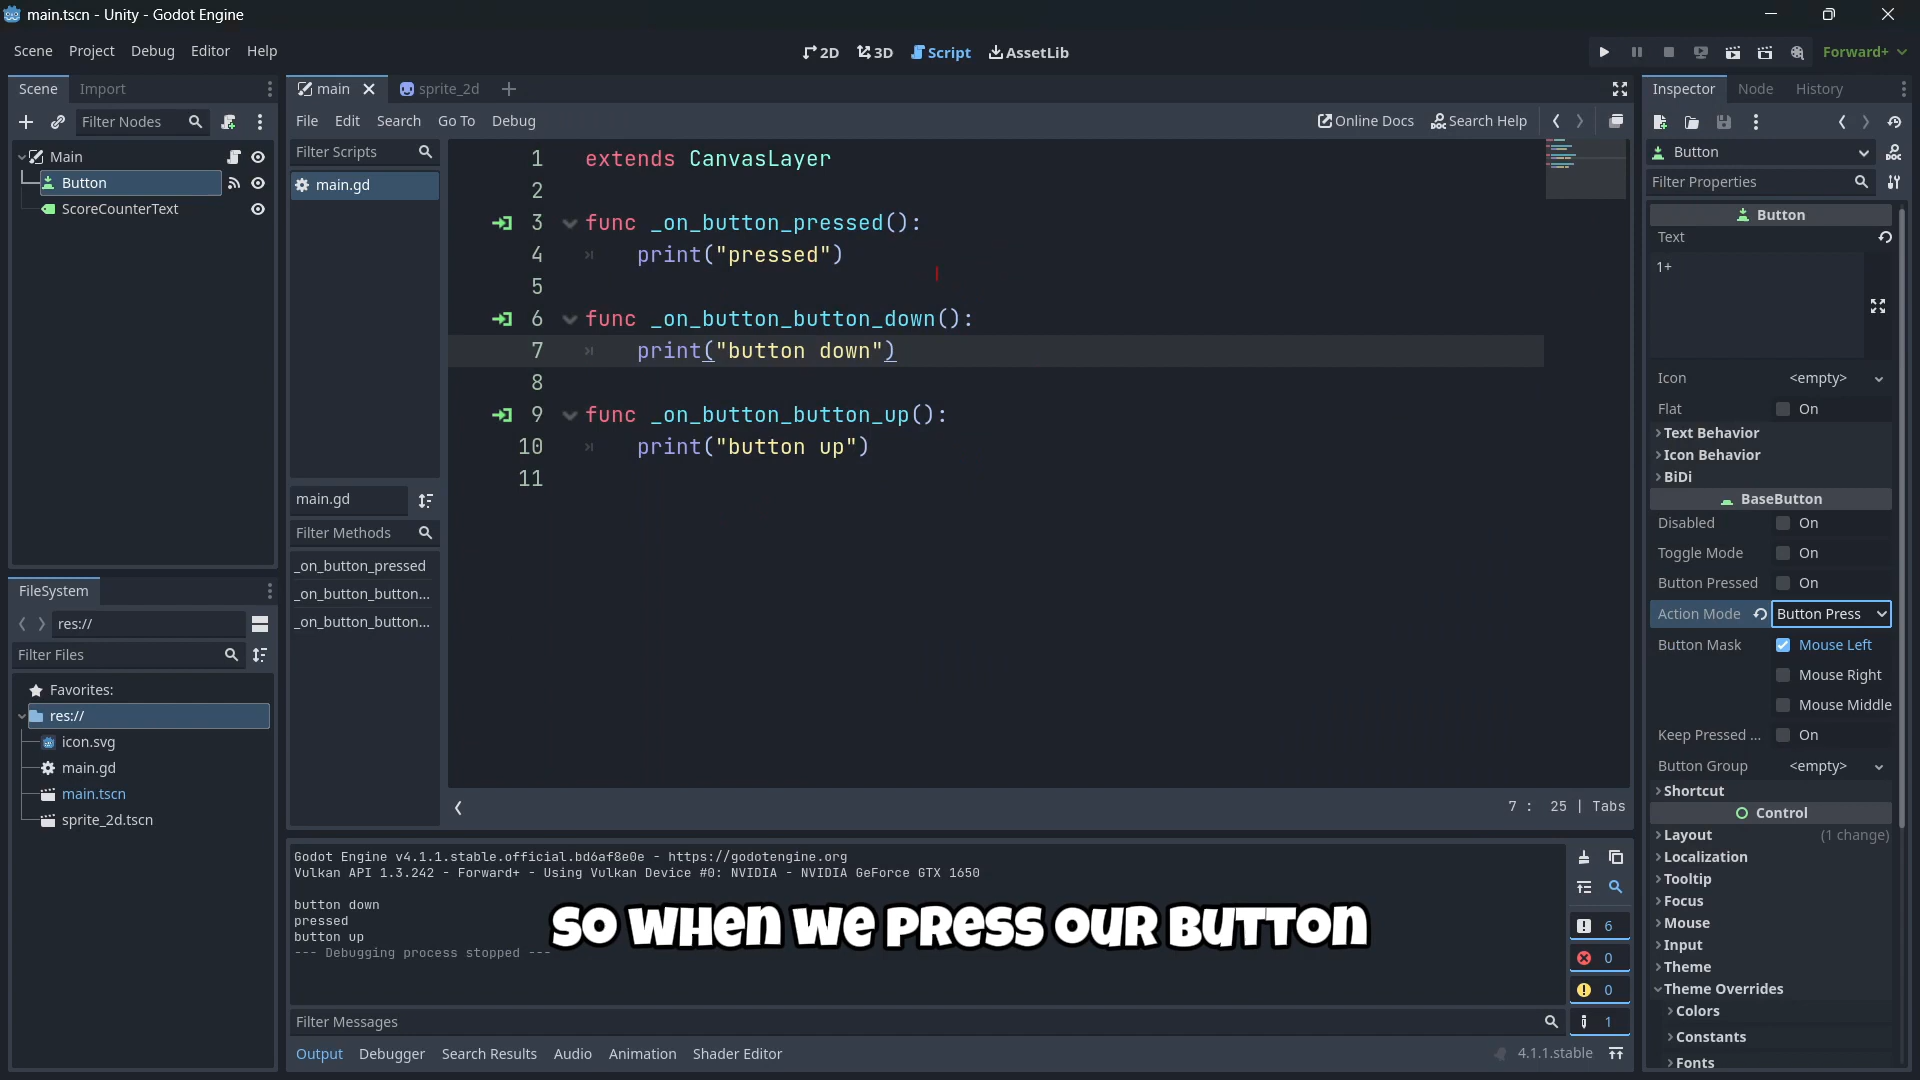 main.tscn - Unity - Godot Engine
Scene Project Debug Editor Help
2D 3D Script AssetLib
Forward+
Scene Import
Filter Nodes
Main
Button
ScoreCounterText
FileSystem
res://
Filter Files
Favorites:
res://
icon.svg
main.gd
main.tscn
sprite_2d.tscn
main sprite_2d
File Edit Search Go To Debug
Online Docs Search Help
Filter Scripts
main.gd
main.gd
Filter Methods
_on_button_pressed
_on_button_button...
_on_button_button...
1 extends CanvasLayer
2
3 func _on_button_pressed():
4 print("pressed")
5
6 func _on_button_button_down():
7 print("button down")
8
9 func _on_button_button_up():
10 print("button up")
11
7 : 25 | Tabs
Godot Engine v4.1.1.stable.official.bd6af8e0e - https://godotengine.org
Vulkan API 1.3.242 - Forward+ - Using Vulkan Device #0: NVIDIA - NVIDIA GeForce GTX 1650
button down
pressed
button up
--- Debugging process stopped ---
SO WHEN WE PRESS OUR BUTTON
6
0
0
1
Filter Messages
Output Debugger Search Results Audio Animation Shader Editor
4.1.1.stable
Inspector Node History
Button
Filter Properties
Button
Text
1+
Icon <empty>
Flat On
Text Behavior
Icon Behavior
BiDi
BaseButton
Disabled On
Toggle Mode On
Button Pressed On
Action Mode Button Press
Button Mask Mouse Left
Mouse Right
Mouse Middle
Keep Pressed ... On
Button Group <empty>
Shortcut
Control
Layout (1 change)
Localization
Tooltip
Focus
Mouse
Input
Theme
Theme Overrides
Colors
Constants
Fonts